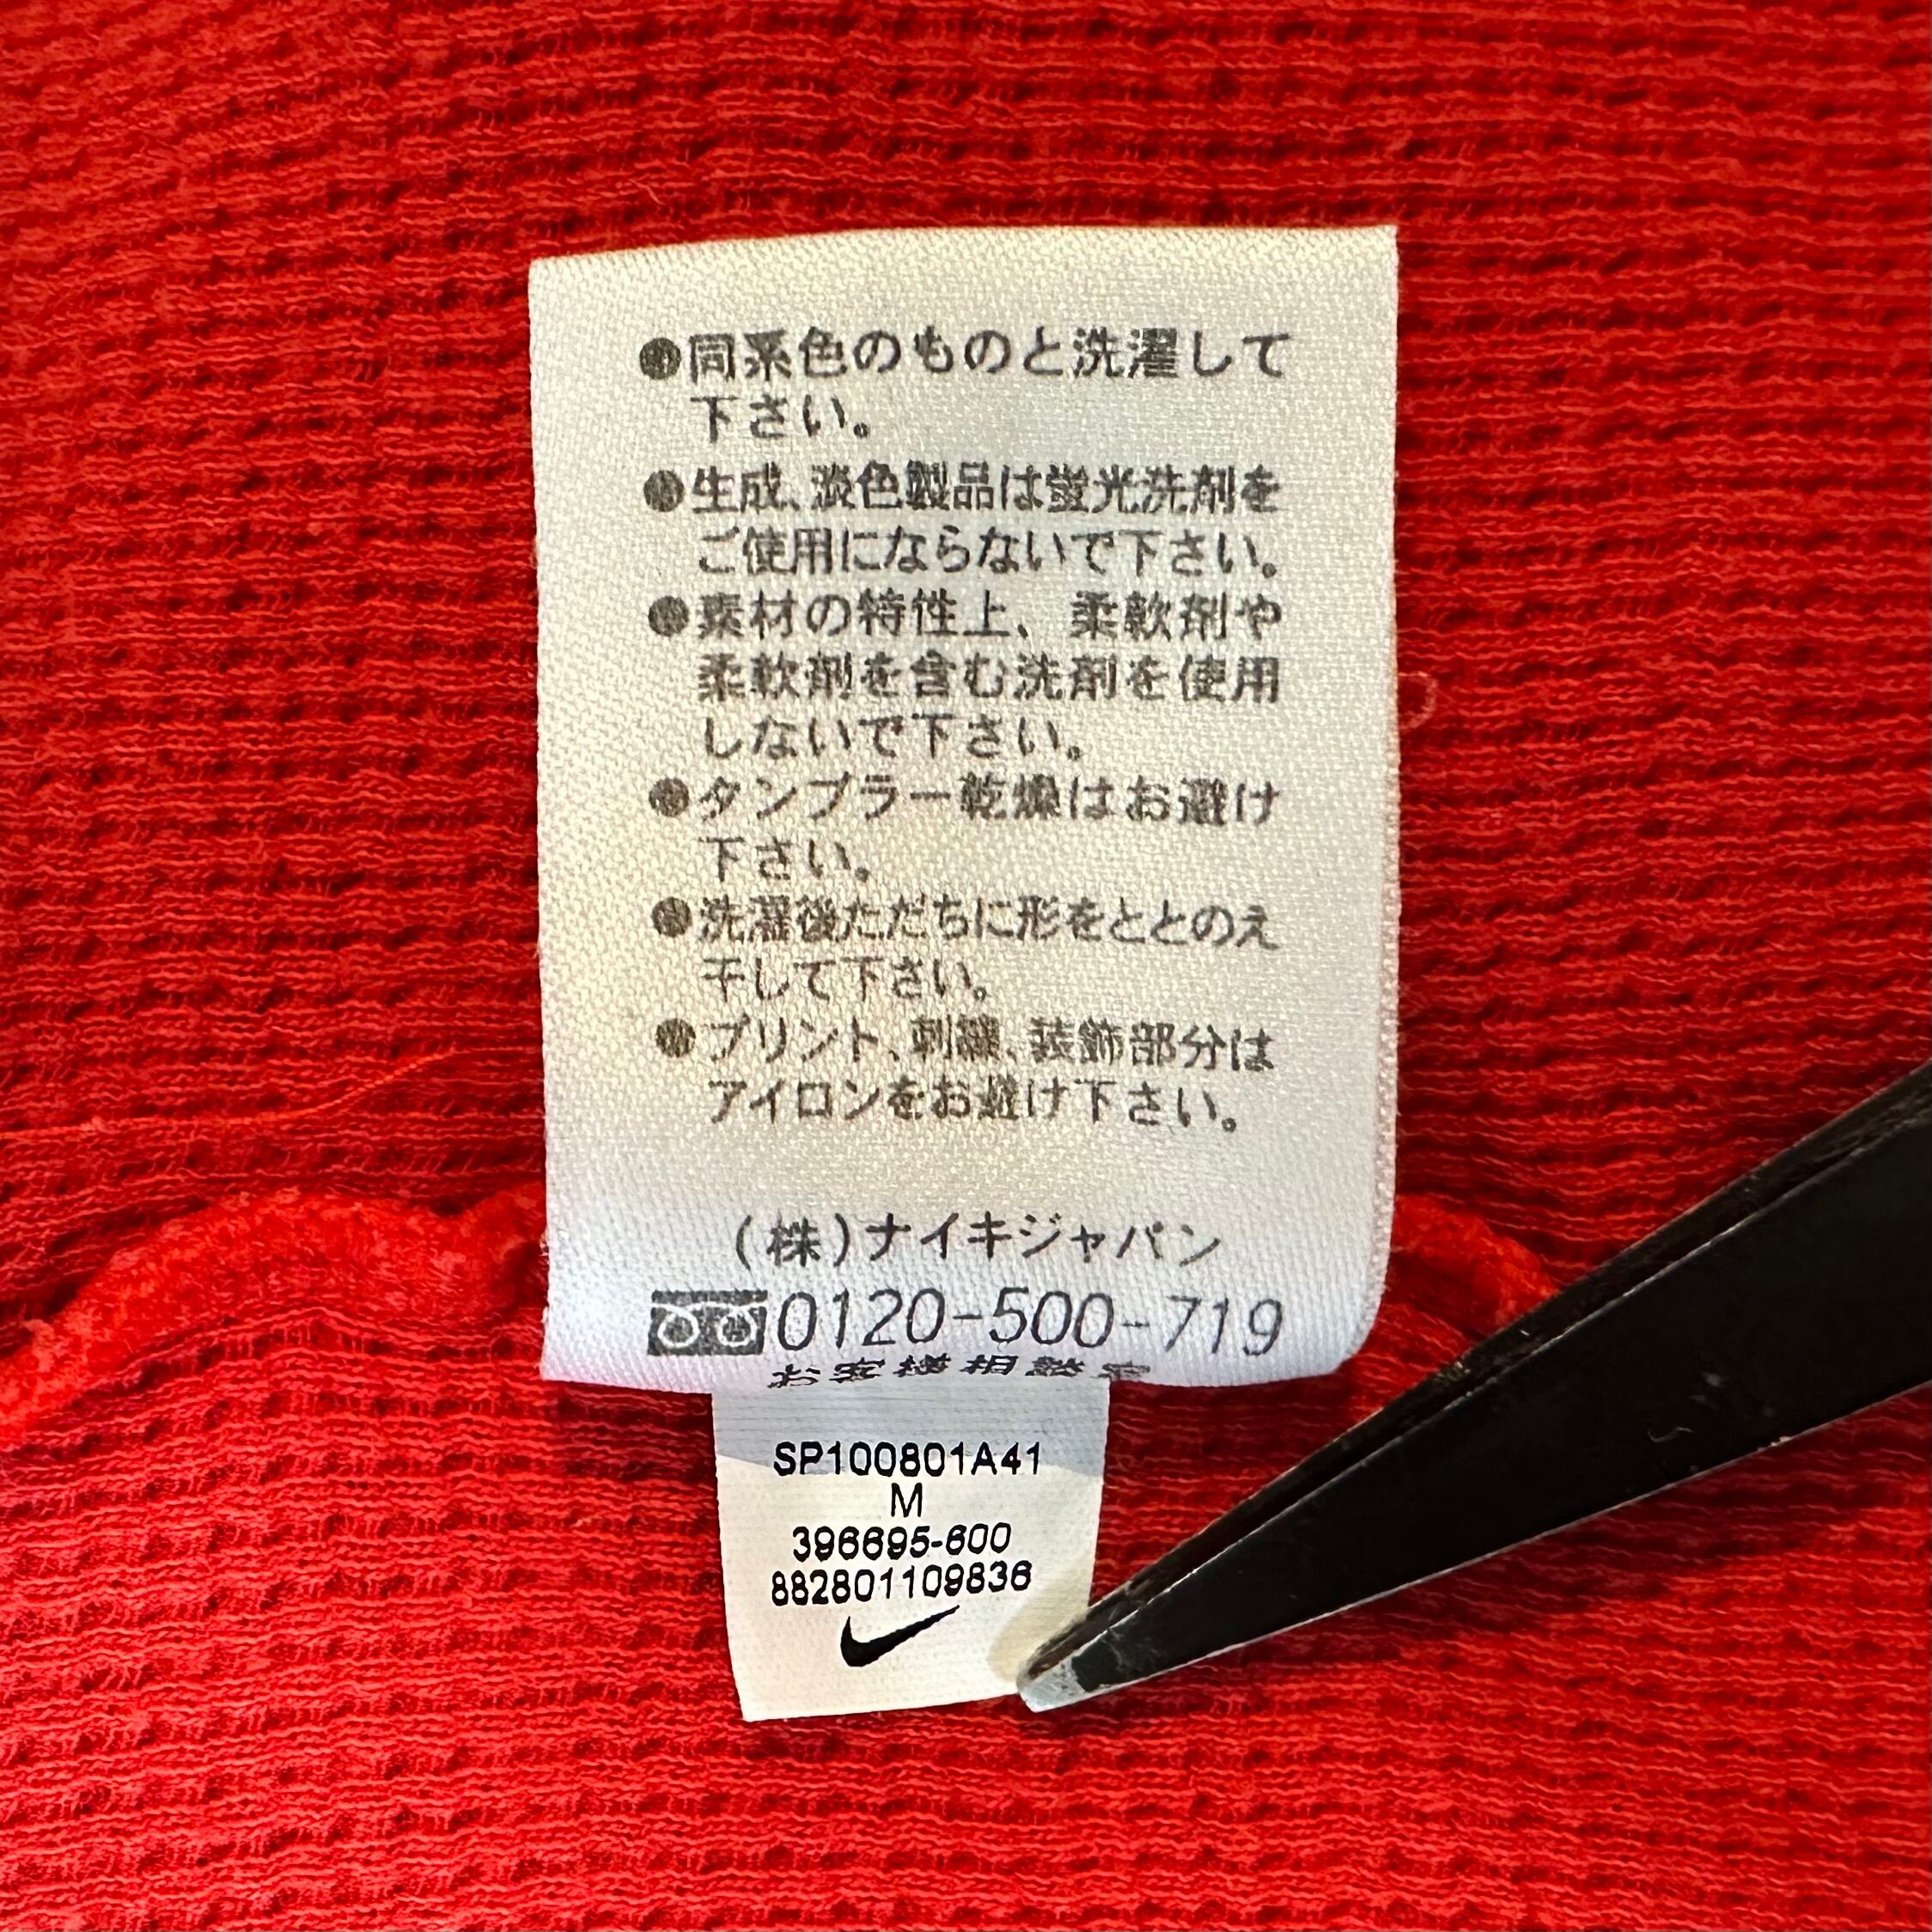 ●同系色のものと洗濯して
下さい。
●生成、淡色製品は蛍光洗剤を
ご使用にならないで下さい。
●素材の特性上、柔軟剤や
柔軟剤を含む洗剤を使用
しないで下さい。
●タンブラー乾燥はお避け
下さい。
●洗濯後ただちに形をととのえ
干して下さい。
●プリント、刺繍、装飾部分は
アイロンをお避け下さい。
(株)ナイキジャパン
0120-500-719
お客様相談室
SP100801A41
M
396695-600
882801109836